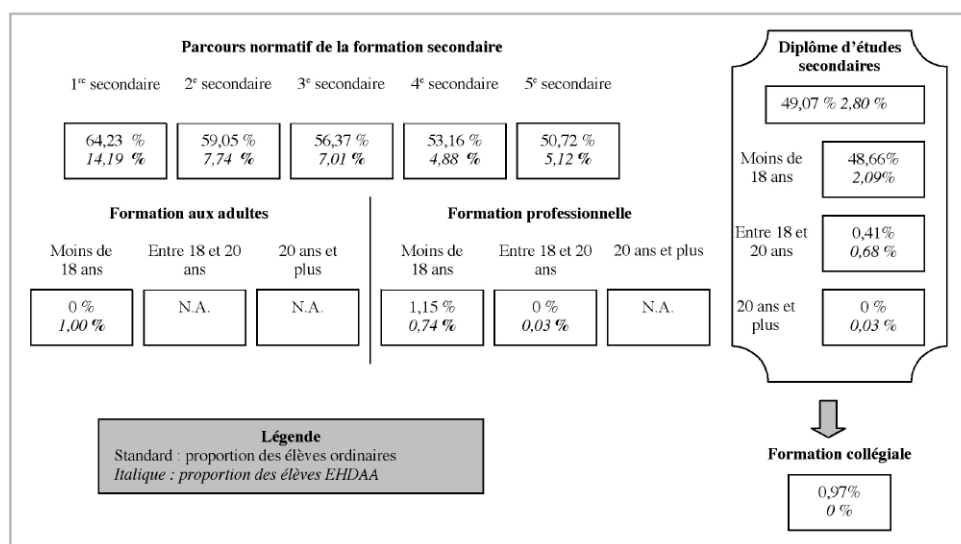 Parcours normatif de la formation secondaire
1re secondaire 2e secondaire 3e secondaire 4e secondaire 5e secondaire
64,23 % 59,05 % 56,37 % 53,16 % 50,72 %
14,19 % 7,74 % 7,01 % 4,88 % 5,12 %
Formation aux adultes
Moins de 18 ans
Entre 18 et 20 ans
20 ans et plus
0 % N.A. N.A.
1,00 %
Formation professionnelle
Moins de 18 ans
Entre 18 et 20 ans
20 ans et plus
1,15 % 0 % N.A.
0,74 % 0,03 %
Diplôme d'études
secondaires
49,07 % 2,80 %
Moins de
18 ans
48,66%
2,09%
Entre 18 et
20 ans
0,41%
0,68 %
20 ans et
plus
0 %
0,03 %
Légende
Standard : proportion des élèves ordinaires
Italique : proportion des élèves EHDAA
Formation collégiale
0,97%
0 %